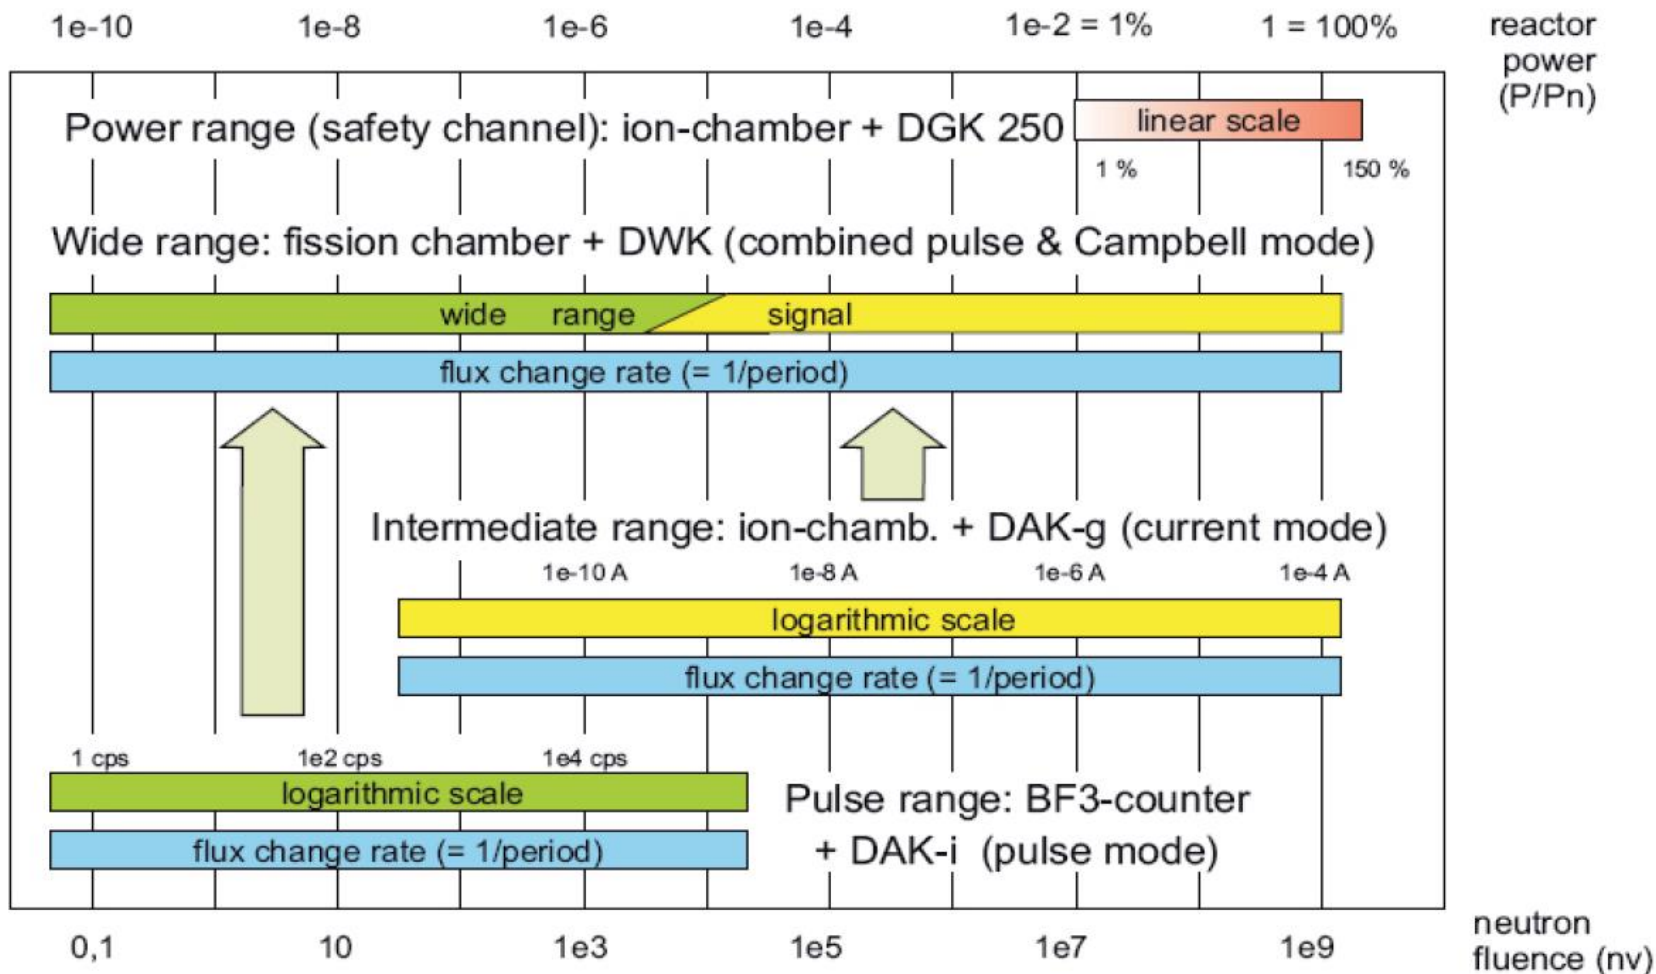 1e-10 1e-8 1e-6 1e-4 1e-2 = 1% 1 = 100% reactor
power
(P/Pn)
Power range (safety channel): ion-chamber + DGK 250 linear scale
1 % 150 %
Wide range: fission chamber + DWK (combined pulse & Campbell mode)
wide range signal
flux change rate (= 1/period)
Intermediate range: ion-chamb. + DAK-g (current mode)
1e-10 A 1e-8 A 1e-6 A 1e-4 A
logarithmic scale
flux change rate (= 1/period)
1 cps 1e2 cps 1e4 cps
logarithmic scale
Pulse range: BF3-counter
+ DAK-i (pulse mode)
flux change rate (= 1/period)
0,1 10 1e3 1e5 1e7 1e9
neutron
fluence (nv)